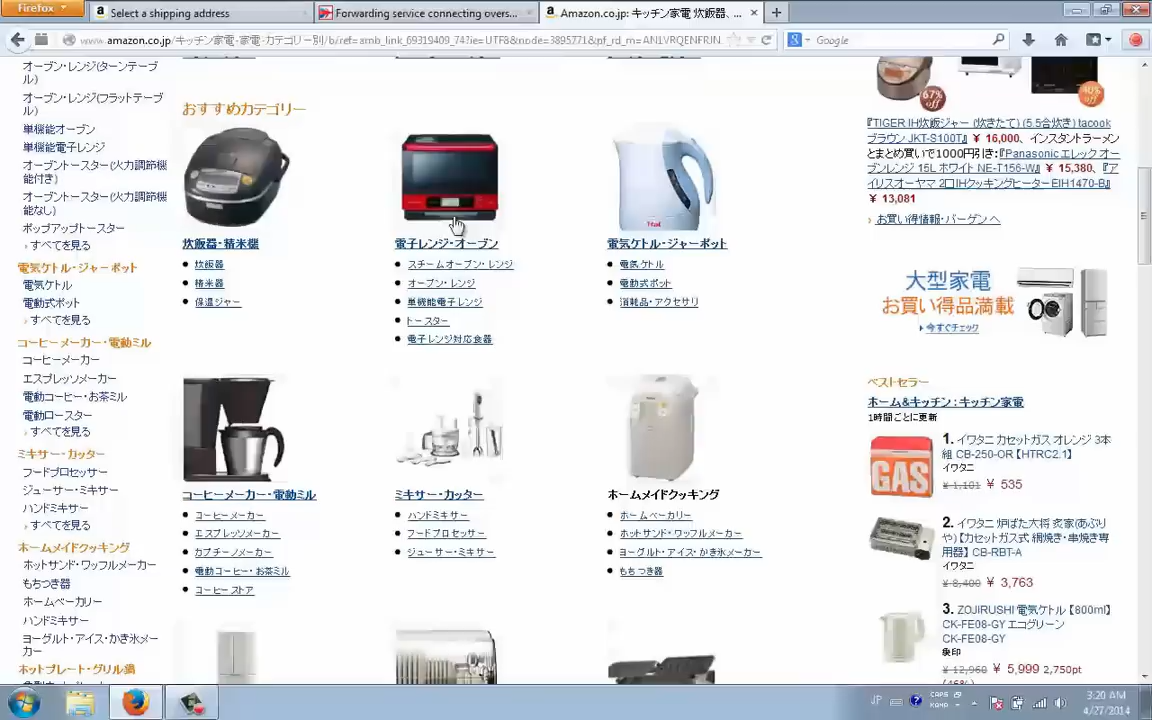 Firefox
Select a shipping address
Forwarding service connecting overs...
Amazon.co.jp: キッチン家電 炊飯器、...
www.amazon.co.jp/キッチン家電-家電-カテゴリー別/b/ref=amb_link_69319409_74?ie=UTF8&node=3895771&pf_rd_m=AN1VRQENFRJN
Google
オーブン・レンジ(ターンテーブル)
オーブン・レンジ(フラットテーブル)
単機能オーブン
単機能電子レンジ
オーブントースター(火力調節機能付き)
オーブントースター(火力調節機能なし)
ポップアップトースター
› すべてを見る
電気ケトル・ジャーポット
電気ケトル
電動式ポット
› すべてを見る
コーヒーメーカー・電動ミル
コーヒーメーカー
エスプレッソメーカー
電動コーヒー・お茶ミル
電動ロースター
› すべてを見る
ミキサー・カッター
フードプロセッサー
ジューサー・ミキサー
ハンドミキサー
› すべてを見る
ホームメイドクッキング
ホットサンド・ワッフルメーカー
もちつき器
ホームベーカリー
ハンドミキサー
ヨーグルト・アイス・かき氷メーカー
ホットプレート・グリル鍋
おすすめカテゴリー
炊飯器・精米機
炊飯器
精米器
保温ジャー
電子レンジ・オーブン
スチームオーブン・レンジ
オーブン・レンジ
単機能電子レンジ
トースター
電子レンジ対応食器
T-fal
電気ケトル・ジャーポット
電気ケトル
電動式ポット
消耗品・アクセサリ
コーヒーメーカー・電動ミル
コーヒーメーカー
エスプレッソメーカー
カプチーノメーカー
電動コーヒー・お茶ミル
コーヒーストア
ミキサー・カッター
ハンドミキサー
フードプロセッサー
ジューサー・ミキサー
ホームメイドクッキング
ホームベーカリー
ホットサンド・ワッフルメーカー
ヨーグルト・アイス・かき氷メーカー
もちつき器
67% off
40% off
『TIGER IH炊飯ジャー (炊きたて) (5.5合炊き) tacook
ブラウン JKT-S100T』 ¥ 16,000、インスタントラーメン
とまとめ買いで1000円引き:『Panasonic エレック オー
ブンレンジ 15L ホワイト NE-T156-W』 ¥ 15,380、『ア
イリスオーヤマ 2口IHクッキングヒーター EIH1470-B』
¥ 13,081
› お買い得情報・バーゲンへ
大型家電
お買い得品満載
今すぐチェック
ベストセラー
ホーム&キッチン : キッチン家電
1時間ごとに更新
GAS
1. イワタニ カセットガス オレンジ 3本
組 CB-250-OR 【HTRC2.1】
イワタニ
¥ 1,101 ¥ 535
2. イワタニ 炉ばた大将 炙家(あぶり
や) 【カセットガス式 網焼き・串焼き専
用器】 CB-RBT-A
イワタニ
¥ 8,400 ¥ 3,763
3. ZOJIRUSHI 電気ケトル 【800ml】
CK-FE08-GY エコグリーン
CK-FE08-GY
象印
¥ 12,960 ¥ 5,999 2,750pt
(46%)
JP
CAPS
KANA
3:20 AM
4/27/2014